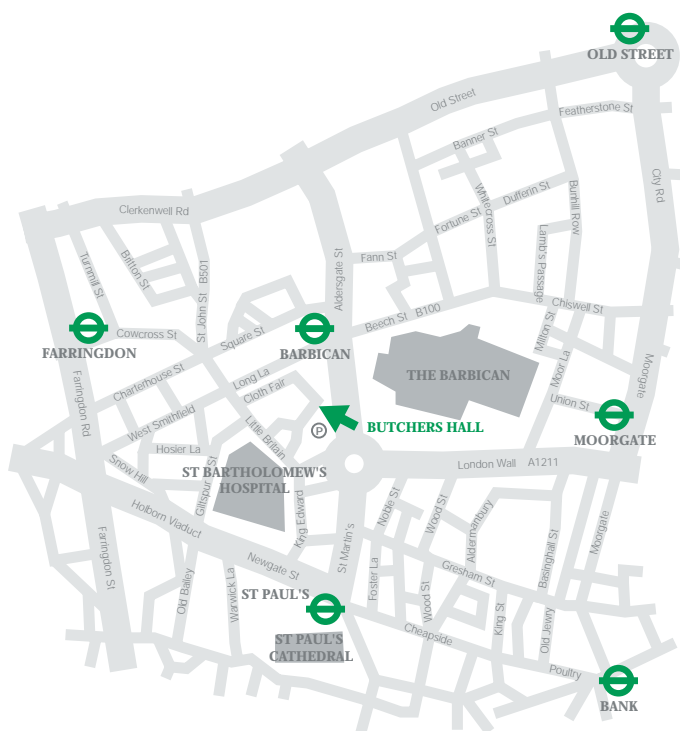 OLD STREET
Old Street
Featherstone St
Banner St
City Rd
Dufferin St
Bunhill Row
Whitecross St
Fortune St
Clerkenwell Rd
Lamb's Passage
Turnmill St
Britton St
St John St B501
Fann St
Aldersgate St
Chiswell St
Beech St B100
Milton St
Cowcross St
Square St
FARRINGDON
BARBICAN
Moor La
Moorgate
THE BARBICAN
Charterhouse St
Long La
Cloth Fair
Farringdon Rd
Union St
West Smithfield
P
BUTCHERS HALL
MOORGATE
Little Britain
Hosier La
London Wall A1211
Snow Hill
ST BARTHOLOMEW'S
HOSPITAL
Giltspur St
Noble St
Wood St
King Edward
Holborn Viaduct
Aldermanbury
Moorgate
St Martin's
Basinghall St
Farringdon St
Newgate St
Foster La
Gresham St
Old Bailey
Warwick La
ST PAUL'S
Wood St
King St
Old Jewry
Cheapside
ST PAUL'S
CATHEDRAL
Poultry
BANK